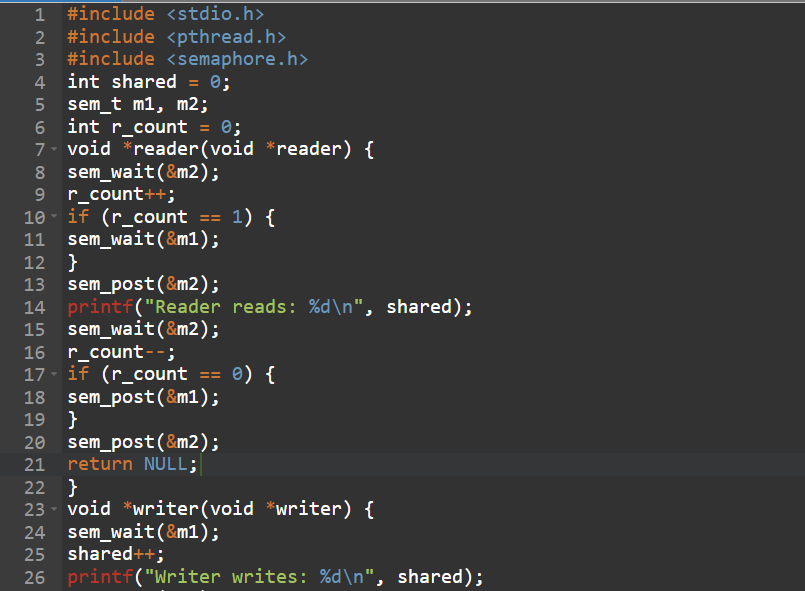 1 #include <stdio.h>
2 #include <pthread.h>
3 #include <semaphore.h>
4 int shared = 0;
5 sem_t m1, m2;
6 int r_count = 0;
7 void *reader(void *reader) {
8 sem_wait(&m2);
9 r_count++;
10 if (r_count == 1) {
11 sem_wait(&m1);
12 }
13 sem_post(&m2);
14 printf("Reader reads: %d\n", shared);
15 sem_wait(&m2);
16 r_count--;
17 if (r_count == 0) {
18 sem_post(&m1);
19 }
20 sem_post(&m2);
21 return NULL;
22 }
23 void *writer(void *writer) {
24 sem_wait(&m1);
25 shared++;
26 printf("Writer writes: %d\n", shared);